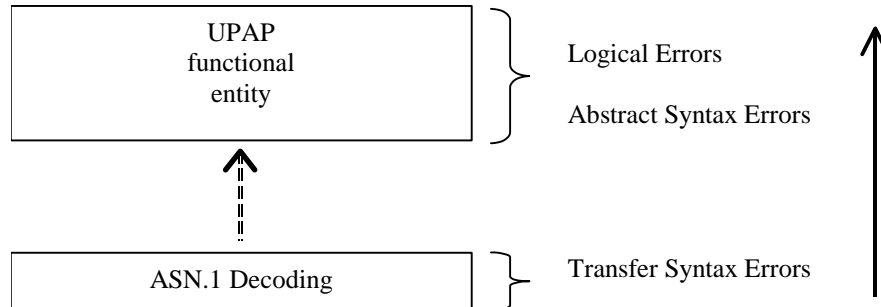 UPAP
functional
entity
Logical Errors
Abstract Syntax Errors
ASN.1 Decoding
Transfer Syntax Errors